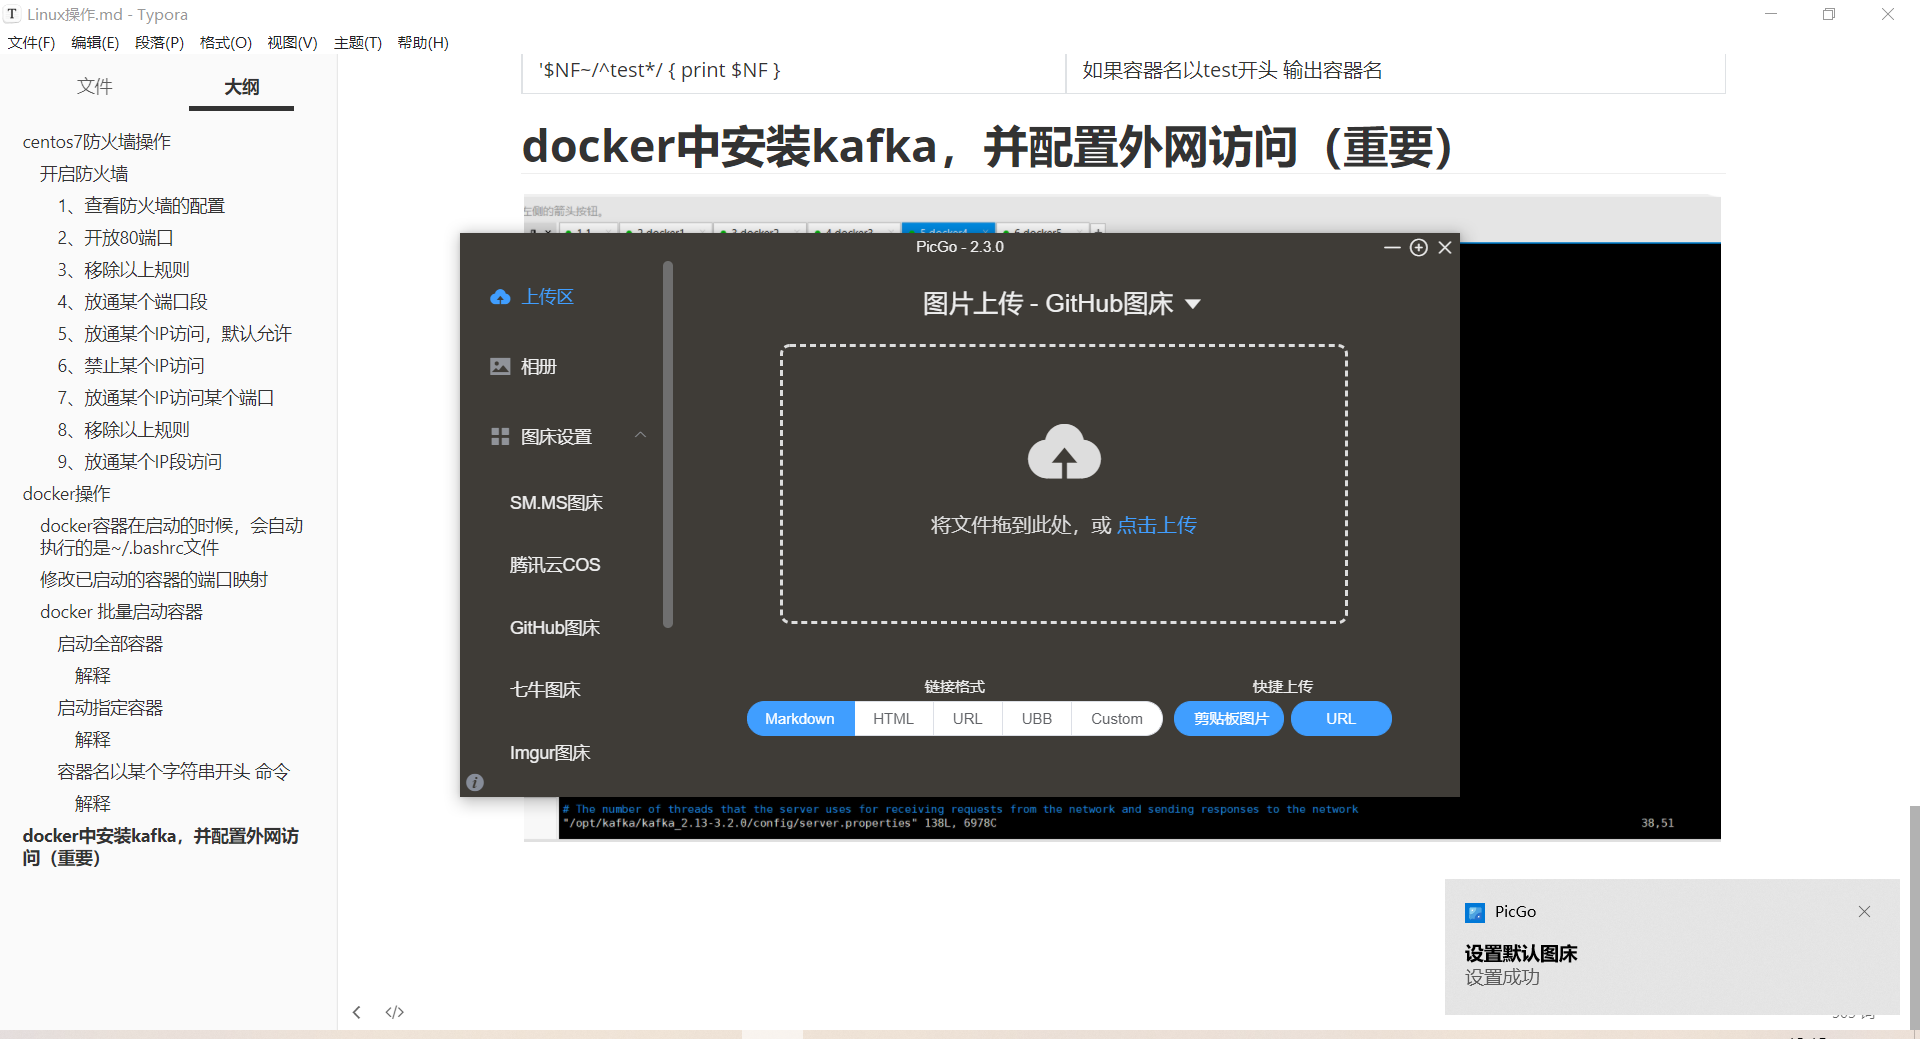 Linux操作.md - Typora
文件(F) 编辑(E) 段落(P) 格式(O) 视图(V) 主题(T) 帮助(H)
文件 大纲
centos7防火墙操作
开启防火墙
1、查看防火墙的配置
2、开放80端口
3、移除以上规则
4、放通某个端口段
5、放通某个IP访问，默认允许
6、禁止某个IP访问
7、放通某个IP访问某个端口
8、移除以上规则
9、放通某个IP段访问
docker操作
docker容器在启动的时候，会自动
执行的是~/.bashrc文件
修改已启动的容器的端口映射
docker 批量启动容器
启动全部容器
解释
启动指定容器
解释
容器名以某个字符串开头 命令
解释
docker中安装kafka，并配置外网访
问（重要）
'$NF~/^test*/ { print $NF } 如果容器名以test开头 输出容器名
docker中安装kafka，并配置外网访问（重要）
左侧的箭头按钮。
PicGo - 2.3.0
上传区
相册
图床设置
SM.MS图床
腾讯云COS
GitHub图床
七牛图床
Imgur图床
图片上传 - GitHub图床
将文件拖到此处，或 点击上传
链接格式 快捷上传
Markdown HTML URL UBB Custom 剪贴板图片 URL
# The number of threads that the server uses for receiving requests from the network and sending responses to the network
"/opt/kafka/kafka_2.13-3.2.0/config/server.properties" 138L, 6978C 38,51
PicGo
设置默认图床
设置成功